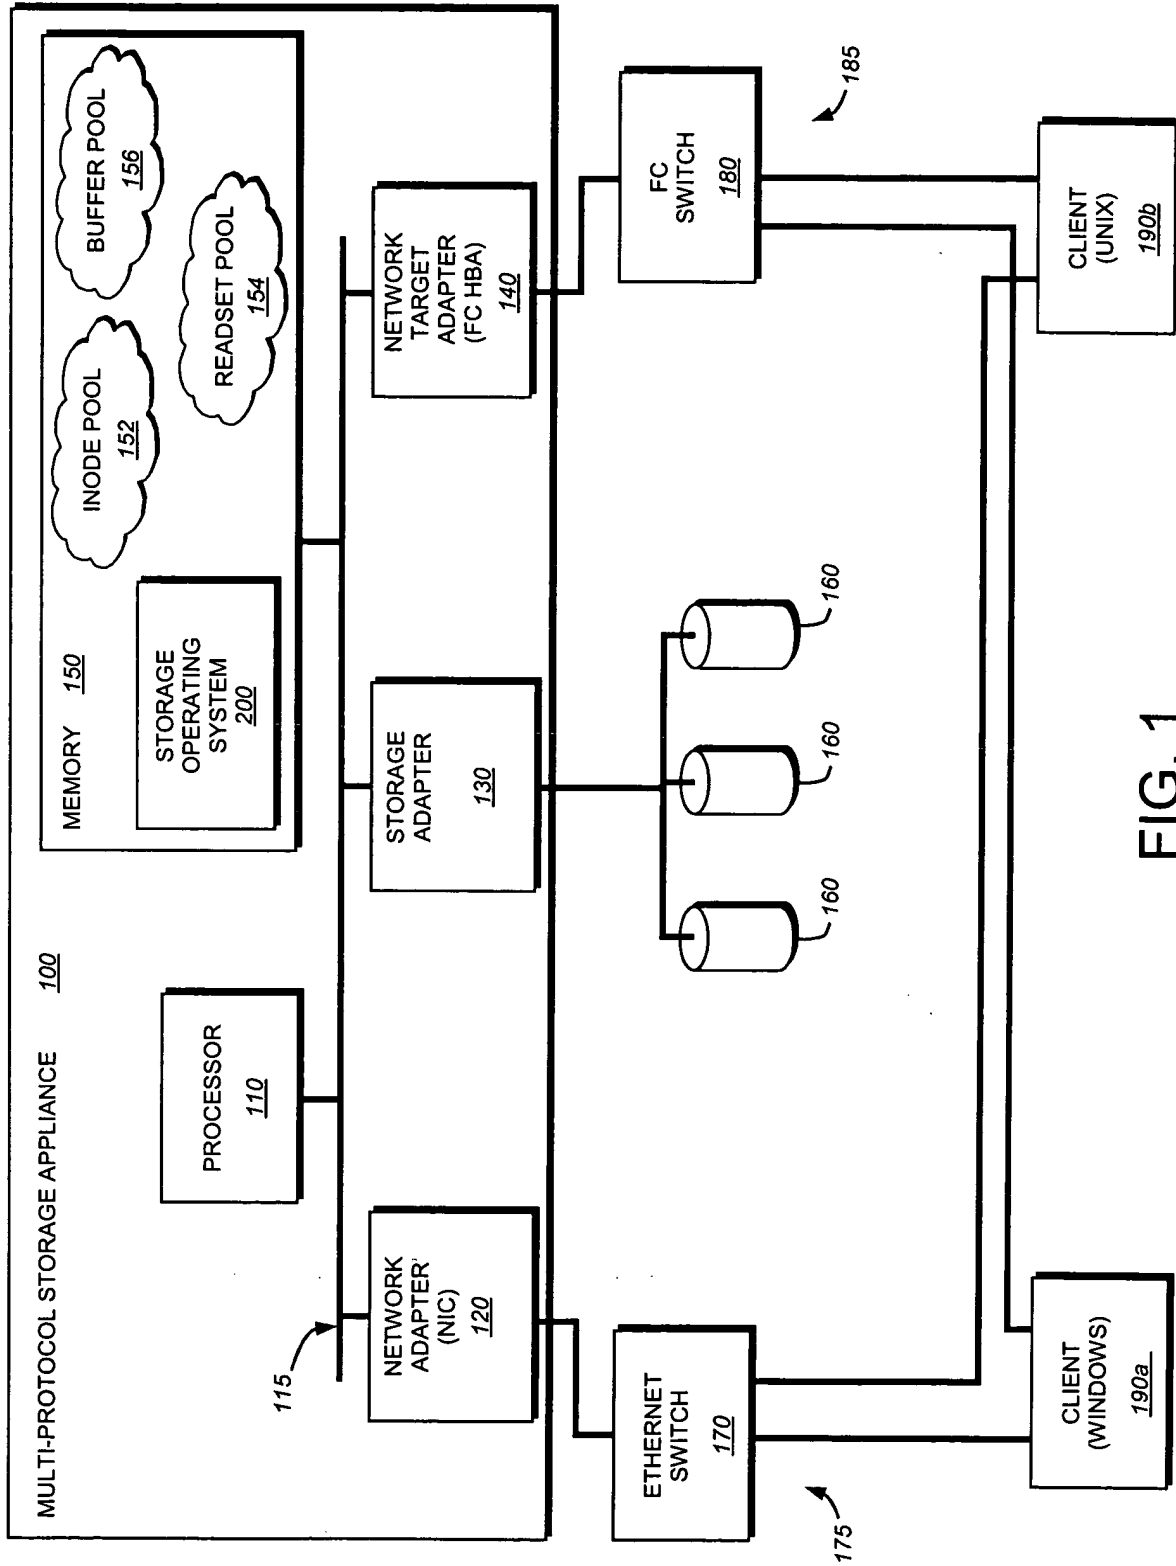 MULTI-PROTOCOL STORAGE APPLIANCE 100
MEMORY 150
STORAGE
OPERATING
SYSTEM
200
INODE POOL
152
BUFFER POOL
156
READSET POOL
154
PROCESSOR
110
115
NETWORK
ADAPTER'
(NIC)
120
STORAGE
ADAPTER
130
NETWORK
TARGET
ADAPTER
(FC HBA)
140
ETHERNET
SWITCH
170
175
160
160
160
FC
SWITCH
180
185
CLIENT
(WINDOWS)
190a
CLIENT
(UNIX)
190b
FIG. 1